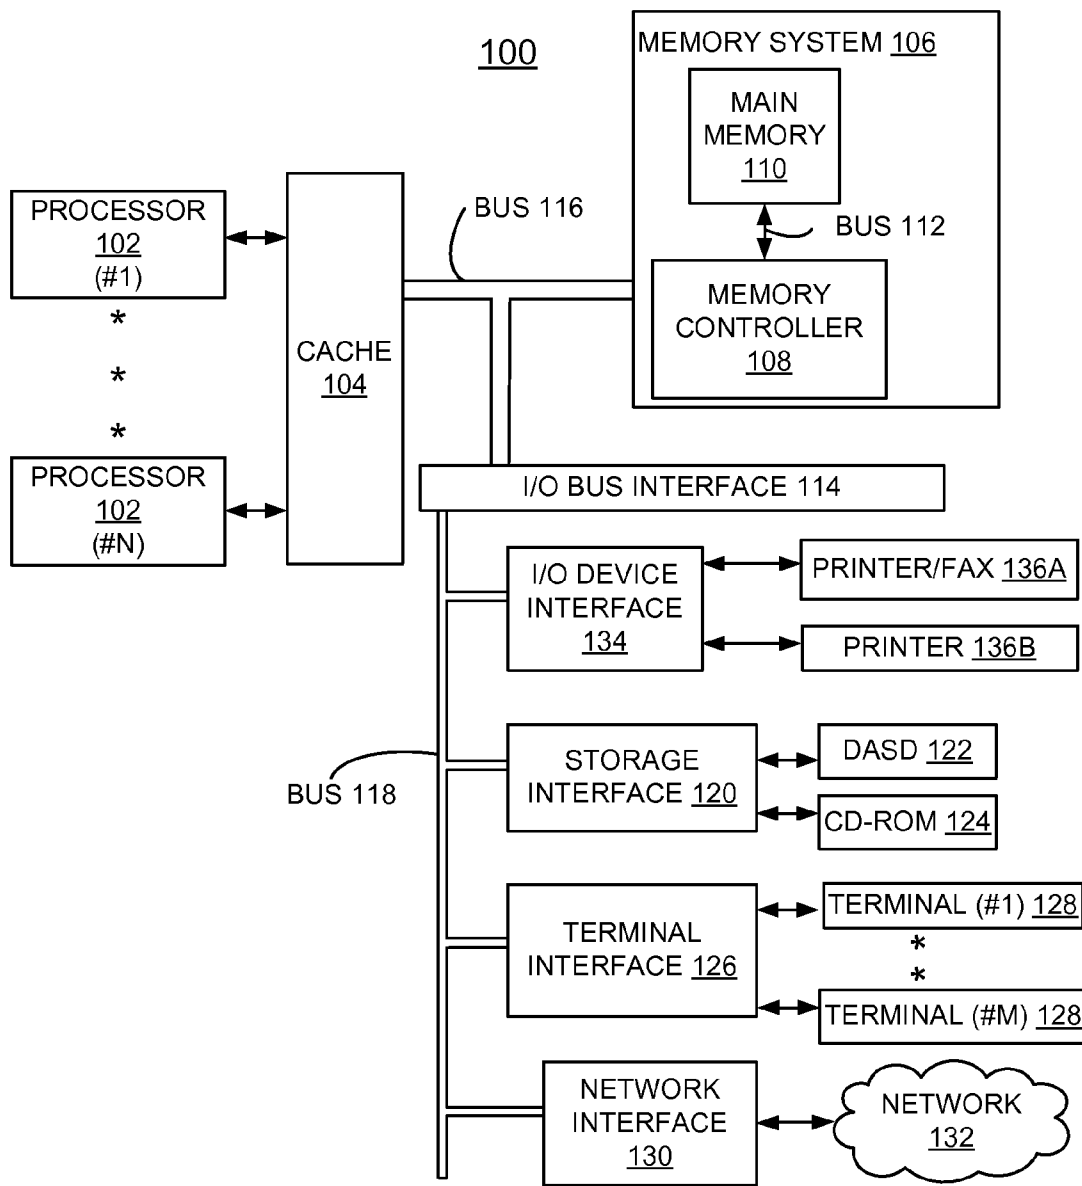 100
MEMORY SYSTEM 106
MAIN
MEMORY
110
BUS 112
MEMORY
CONTROLLER
108
BUS 116
PROCESSOR
102
(#1)
*
*
*
PROCESSOR
102
(#N)
CACHE
104
I/O BUS INTERFACE 114
I/O DEVICE
INTERFACE
134
PRINTER/FAX 136A
PRINTER 136B
BUS 118
STORAGE
INTERFACE 120
DASD 122
CD-ROM 124
TERMINAL
INTERFACE 126
TERMINAL (#1) 128
*
*
TERMINAL (#M) 128
NETWORK
INTERFACE
130
NETWORK
132